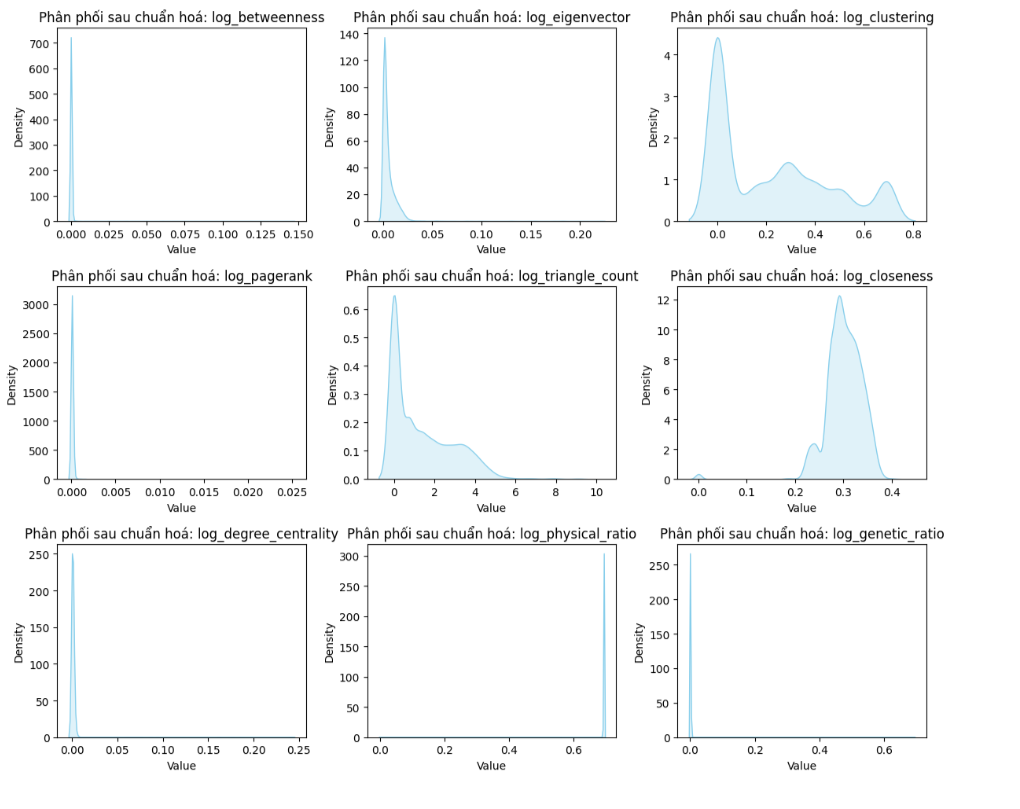 Phân phối sau chuẩn hoá: log_betweenness
700
600
500
400
300
200
100
0
Density
0.000 0.025 0.050 0.075 0.100 0.125 0.150
Value
Phân phối sau chuẩn hoá: log_eigenvector
140
120
100
80
60
40
20
0
Density
0.00 0.05 0.10 0.15 0.20
Value
Phân phối sau chuẩn hoá: log_clustering
4
3
2
1
0
Density
0.0 0.2 0.4 0.6 0.8
Value
Phân phối sau chuẩn hoá: log_pagerank
3000
2500
2000
1500
1000
500
0
Density
0.000 0.005 0.010 0.015 0.020 0.025
Value
Phân phối sau chuẩn hoá: log_triangle_count
0.6
0.5
0.4
0.3
0.2
0.1
0.0
Density
0 2 4 6 8 10
Value
Phân phối sau chuẩn hoá: log_closeness
12
10
8
6
4
2
0
Density
0.0 0.1 0.2 0.3 0.4
Value
Phân phối sau chuẩn hoá: log_degree_centrality
250
200
150
100
50
0
Density
0.00 0.05 0.10 0.15 0.20 0.25
Value
Phân phối sau chuẩn hoá: log_physical_ratio
300
250
200
150
100
50
0
Density
0.0 0.2 0.4 0.6
Value
Phân phối sau chuẩn hoá: log_genetic_ratio
250
200
150
100
50
0
Density
0.0 0.2 0.4 0.6
Value